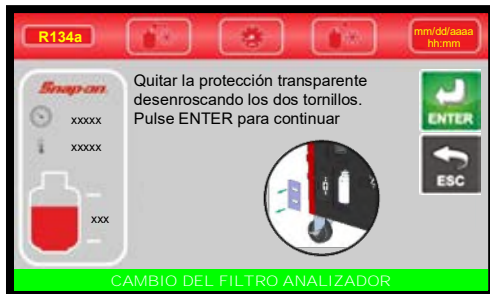 R134a
mm/dd/aaaa
hh:mm
Snap-on
xxxxx
xxxxx
xxx
Quitar la protección transparente
desenroscando los dos tornillos.
Pulse ENTER para continuar
ENTER
ESC
CAMBIO DEL FILTRO ANALIZADOR